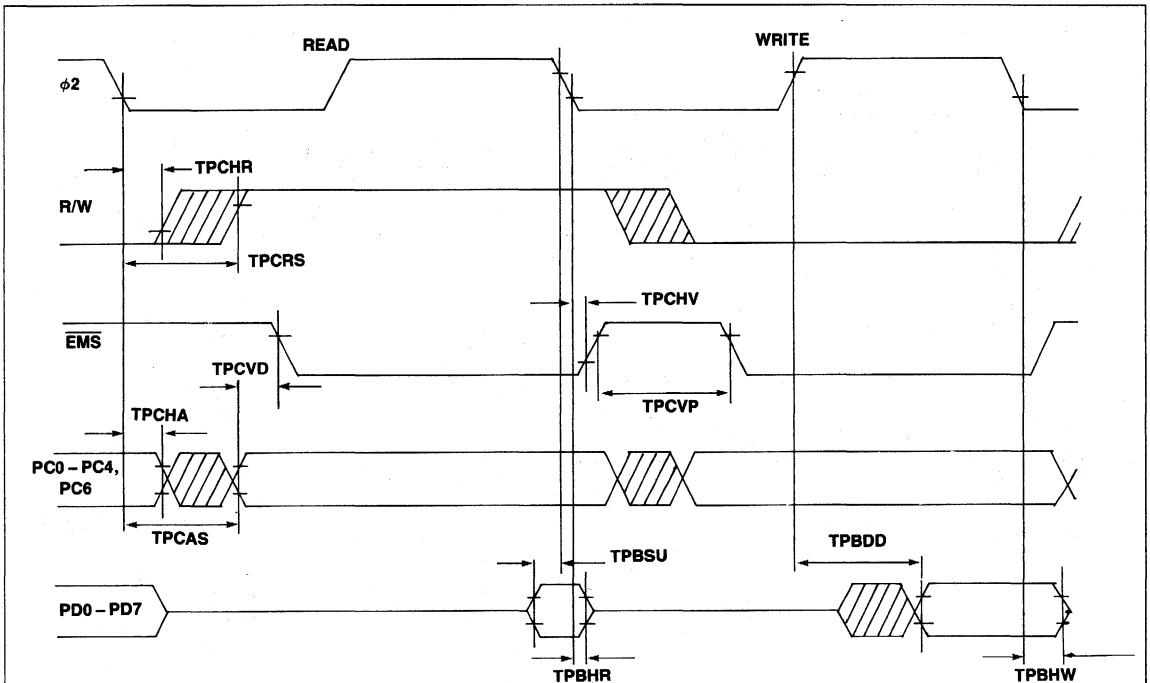 READ
WRITE
ϕ2
TPCHR
R/W
TPCRS
TPCHV
EMS
TPCVD
TPCVP
TPCHA
PC0 – PC4,
PC6
TPCAS
TPBSU
TPBDD
PD0 – PD7
TPBHR
TPBHW